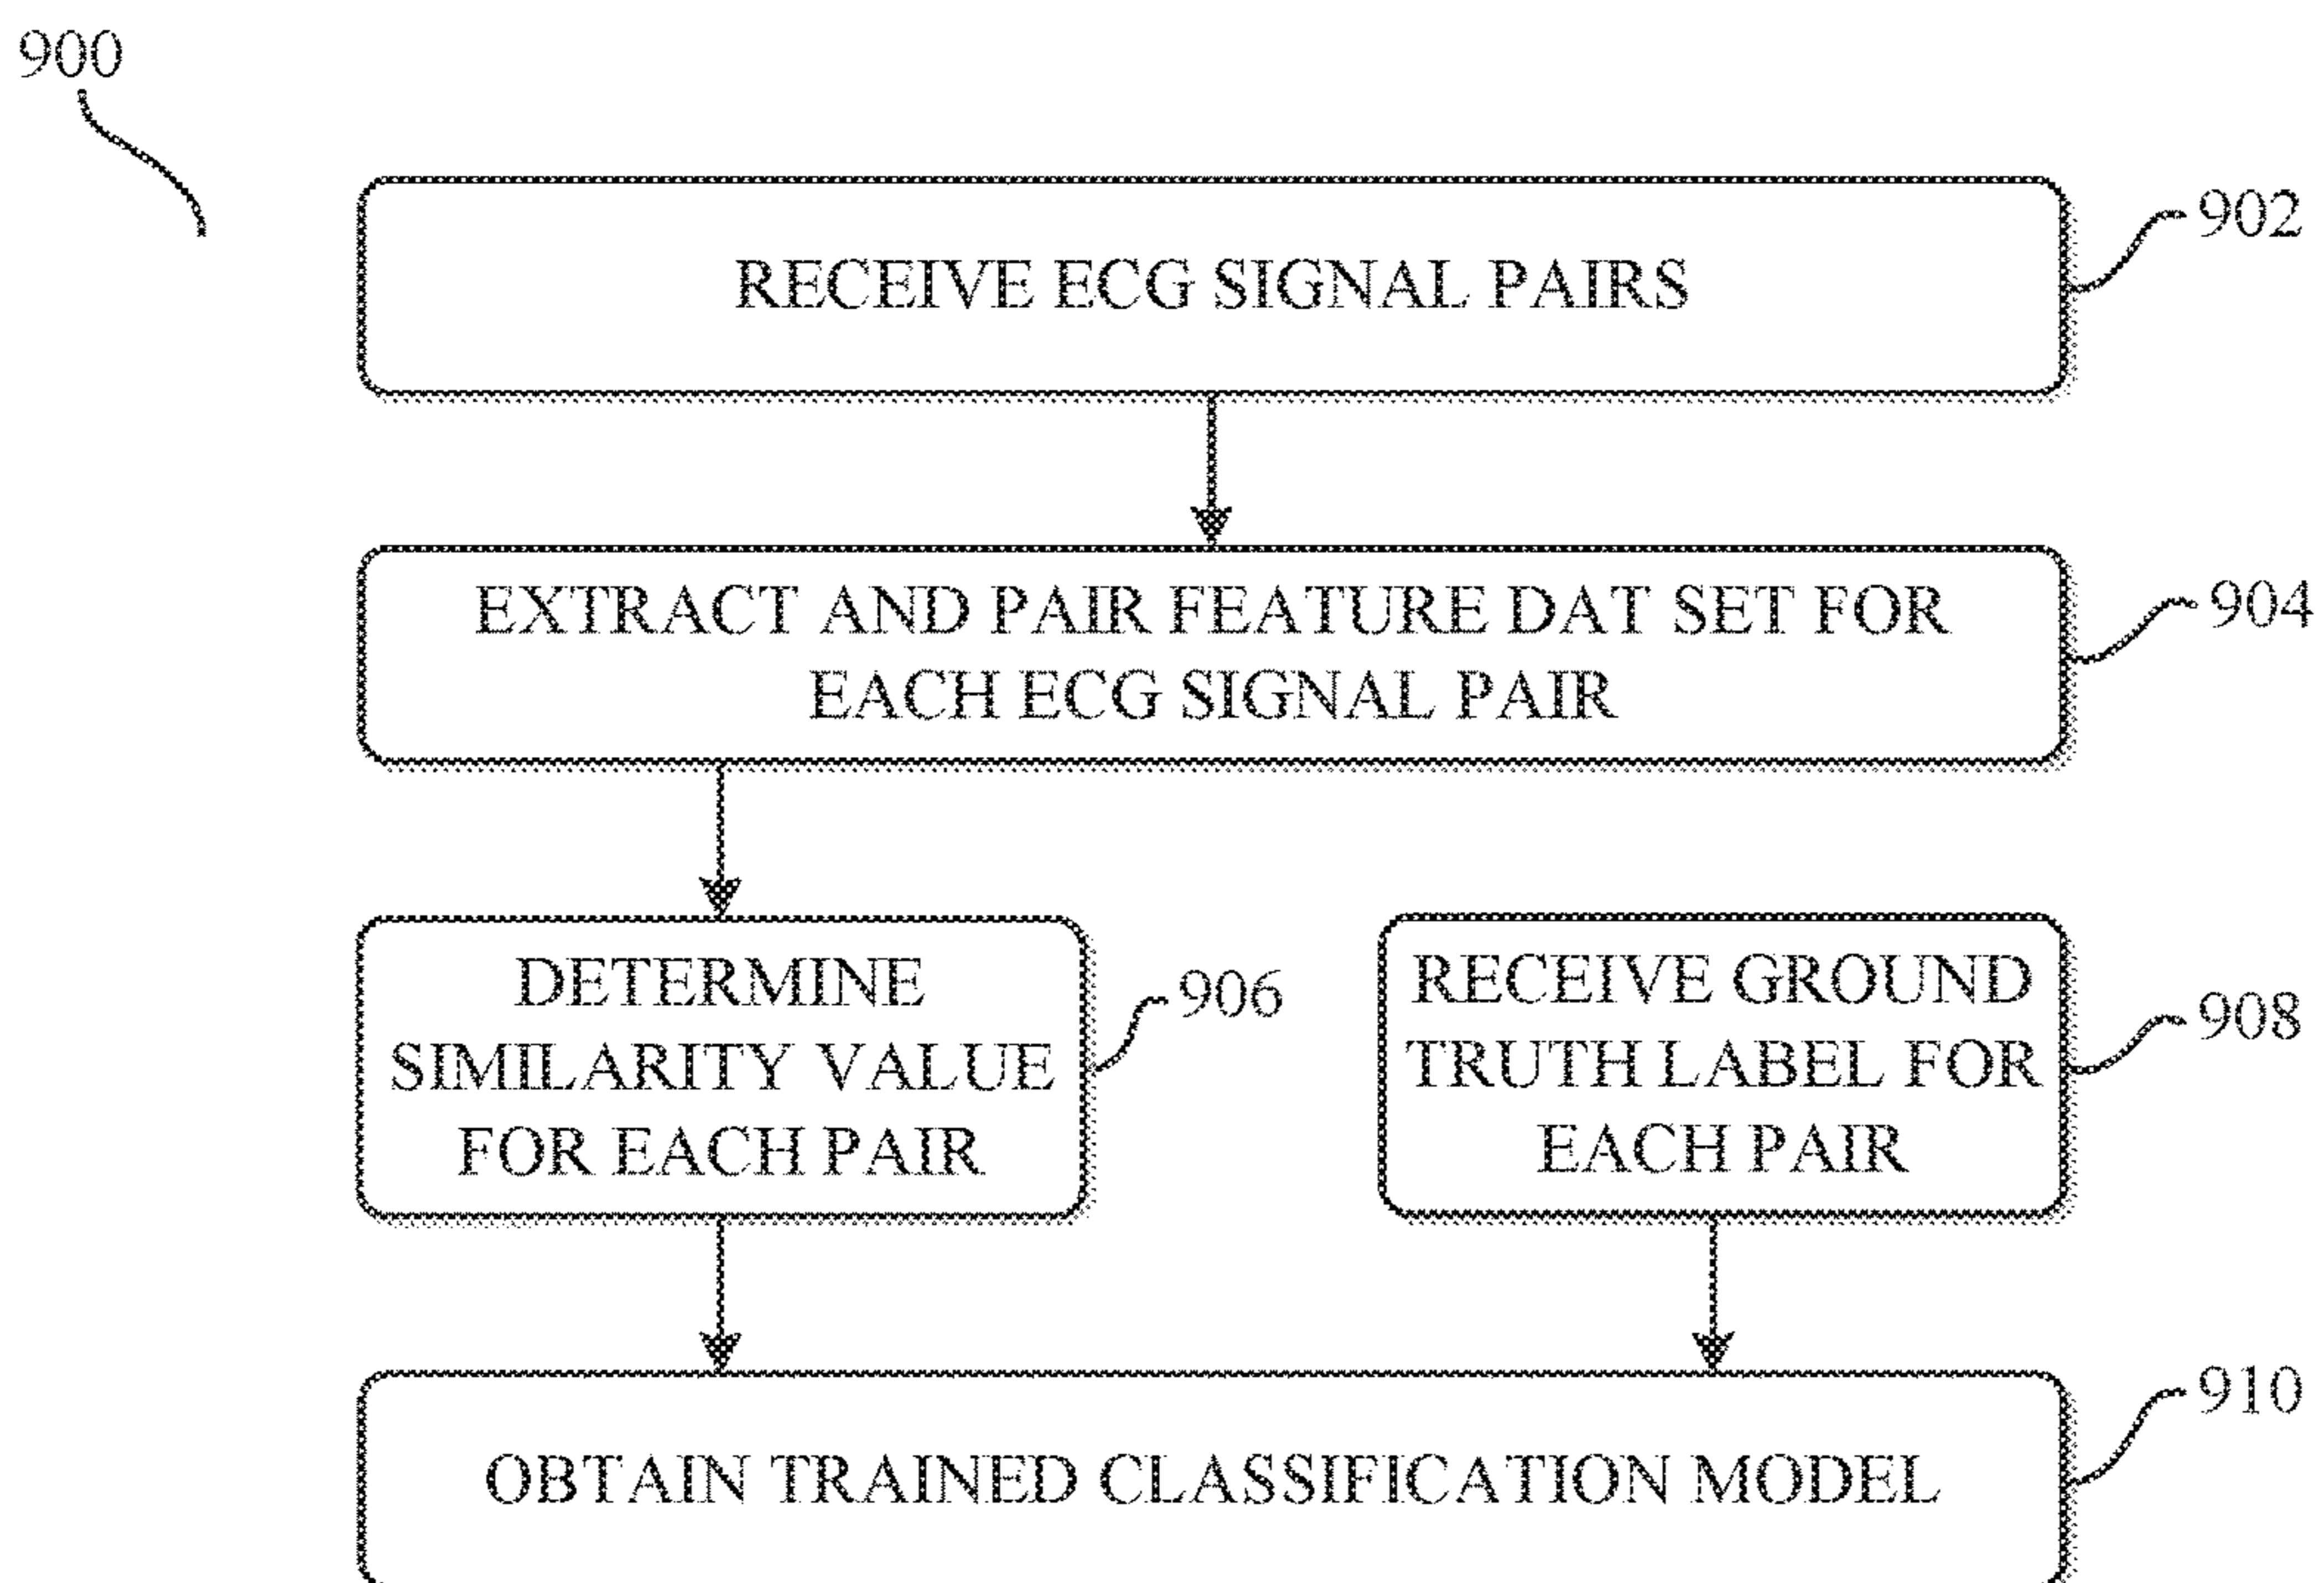 900
RECEIVE ECG SIGNAL PAIRS
902
EXTRACT AND PAIR FEATURE DAT SET FOR
EACH ECG SIGNAL PAIR
904
DETERMINE
SIMILARITY VALUE
FOR EACH PAIR
906
RECEIVE GROUND
TRUTH LABEL FOR
EACH PAIR
908
OBTAIN TRAINED CLASSIFICATION MODEL
910